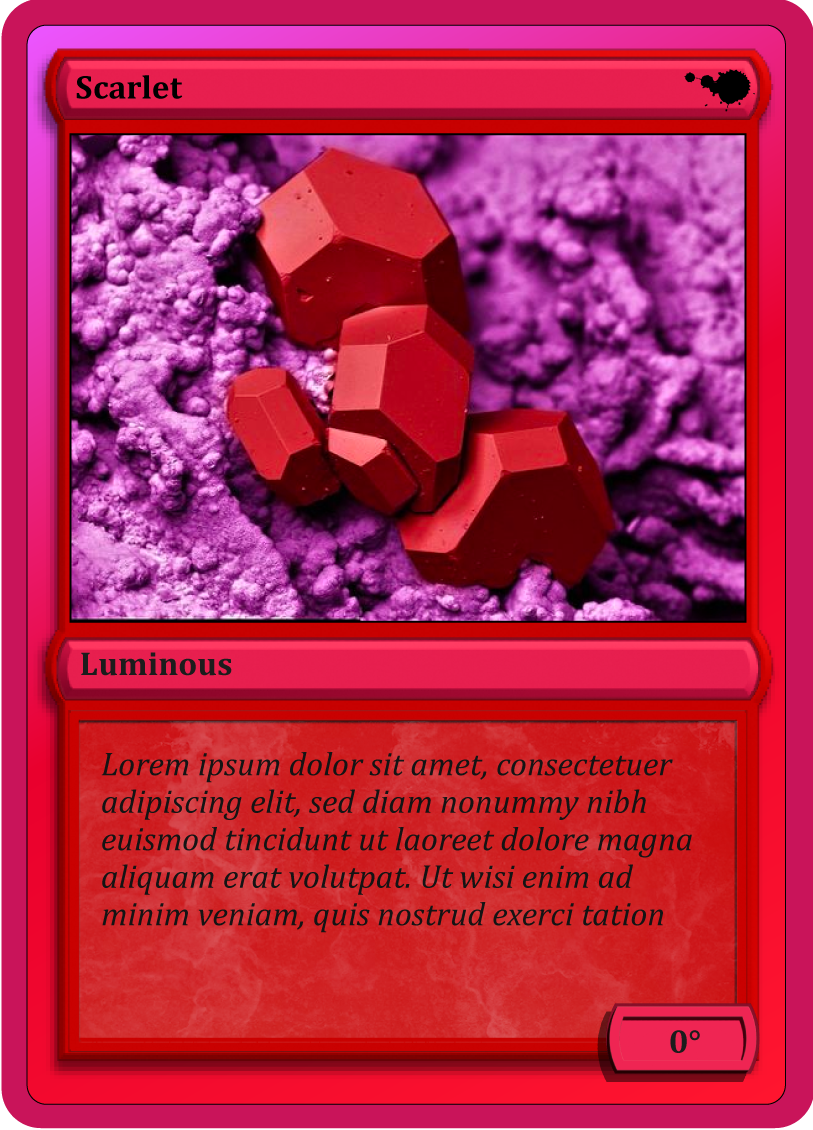 Scarlet
Luminous
Lorem ipsum dolor sit amet, consectetuer
adipiscing elit, sed diam nonummy nibh
euismod tincidunt ut laoreet dolore magna
aliquam erat volutpat. Ut wisi enim ad
minim veniam, quis nostrud exerci tation
0°